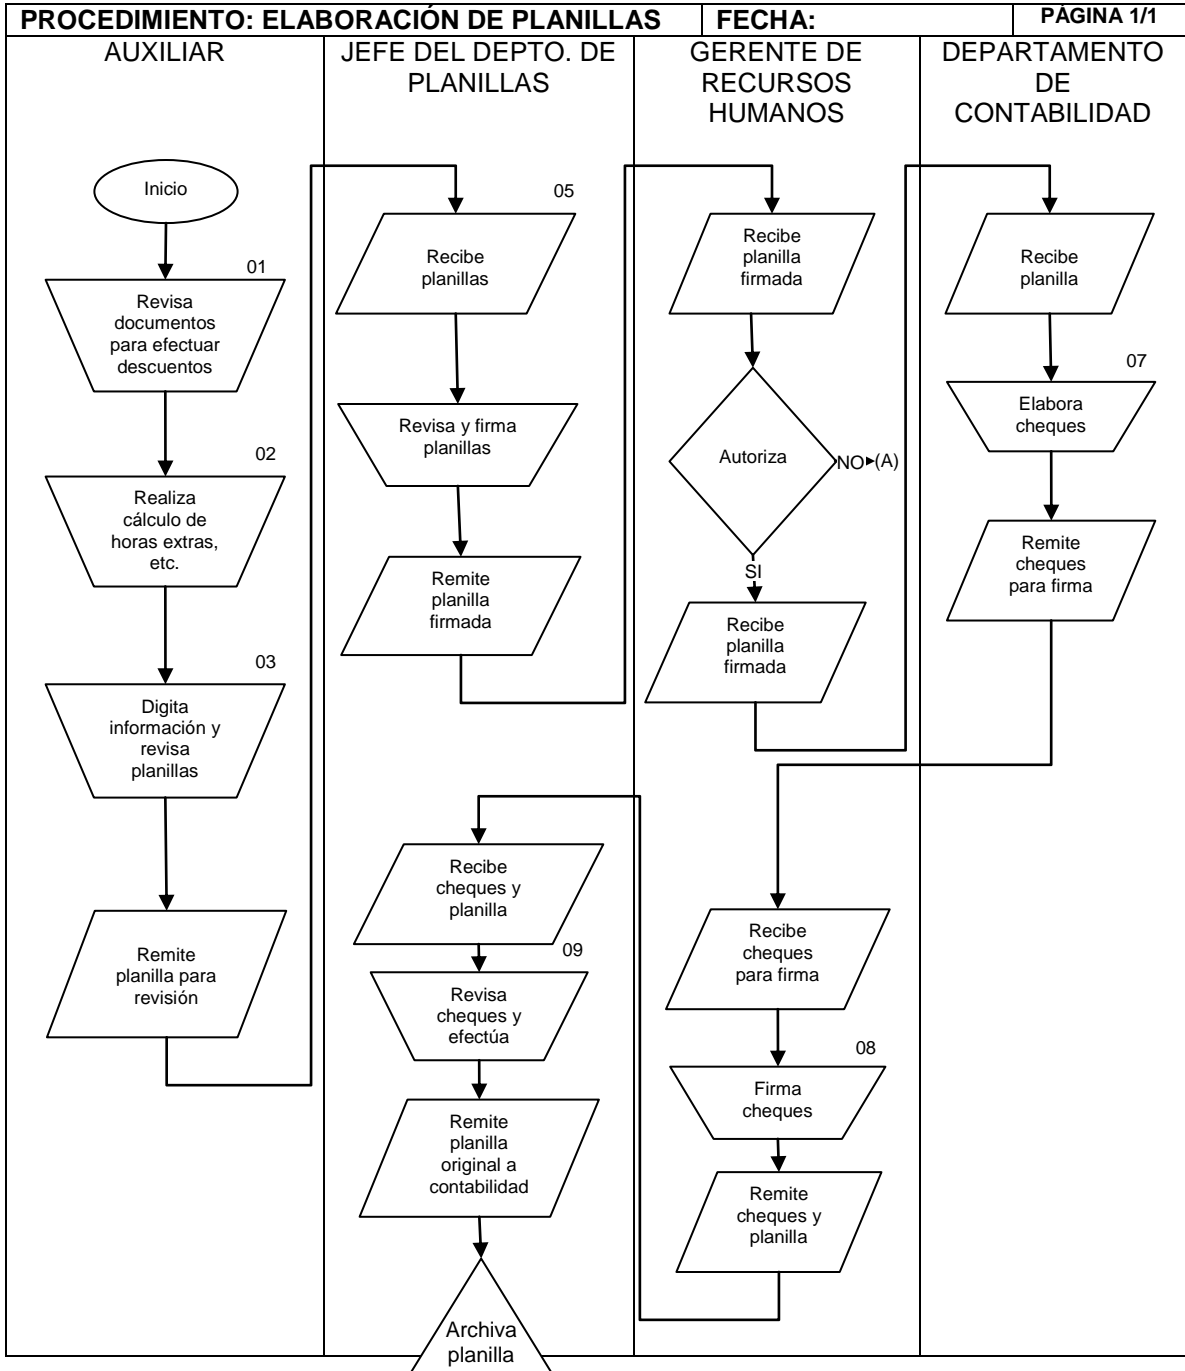 PROCEDIMIENTO: ELABORACIÓN DE PLANILLAS
FECHA:
PÁGINA 1/1
AUXILIAR
JEFE DEL DEPTO. DE
PLANILLAS
GERENTE DE
RECURSOS
HUMANOS
DEPARTAMENTO
DE
CONTABILIDAD
Inicio
01
Revisa
documentos
para efectuar
descuentos
02
Realiza
cálculo de
horas extras,
etc.
03
Digita
información y
revisa
planillas
Remite
planilla para
revisión
05
Recibe
planillas
Revisa y firma
planillas
Remite
planilla
firmada
Recibe
planilla
firmada
Autoriza
NO
(A)
SI
Recibe
planilla
firmada
Recibe
planilla
07
Elabora
cheques
Remite
cheques
para firma
Recibe
cheques
para firma
08
Firma
cheques
Remite
cheques y
planilla
Recibe
cheques y
planilla
09
Revisa
cheques y
efectúa
Remite
planilla
original a
contabilidad
Archiva
planilla